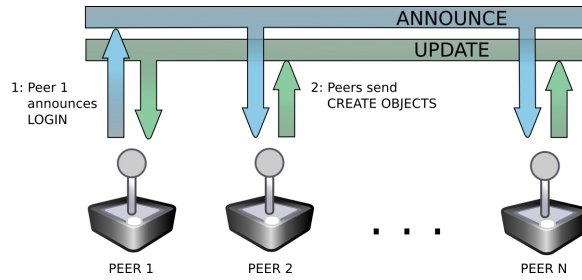 ANNOUNCE
UPDATE
1: Peer 1
announces
LOGIN
2: Peers send
CREATE OBJECTS
PEER 1
PEER 2
. . .
PEER N